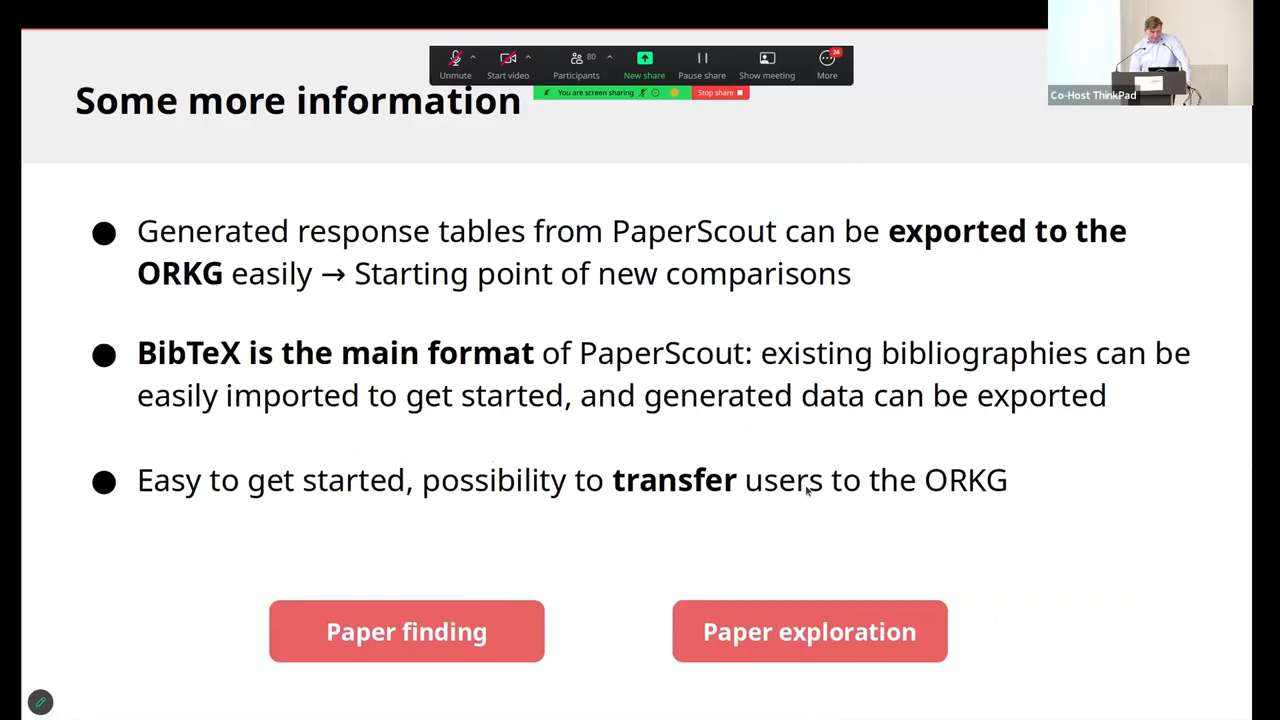 Unmute
Start video
80
Participants
New share
Pause share
Show meeting
24
More
You are screen sharing
Stop share
Co-Host ThinkPad
Some more information
● Generated response tables from PaperScout can be exported to the
ORKG easily → Starting point of new comparisons
● BibTeX is the main format of PaperScout: existing bibliographies can be
easily imported to get started, and generated data can be exported
● Easy to get started, possibility to transfer users to the ORKG
Paper finding
Paper exploration